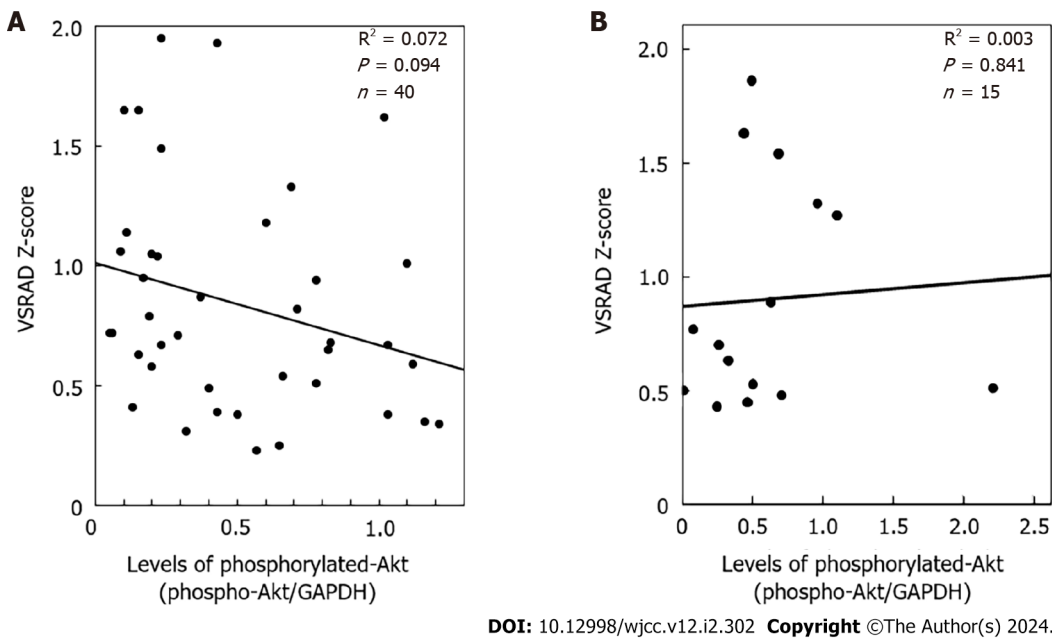 A
R² = 0.072
P = 0.094
n = 40
2.0
1.5
1.0
0.5
0
VSRAD Z-score
0 0.5 1.0
Levels of phosphorylated-Akt
(phospho-Akt/GAPDH)
B
R² = 0.003
P = 0.841
n = 15
2.0
1.5
1.0
0.5
0
VSRAD Z-score
0 0.5 1.0 1.5 2.0 2.5
Levels of phosphorylated-Akt
(phospho-Akt/GAPDH)
DOI: 10.12998/wjcc.v12.i2.302 Copyright ©The Author(s) 2024.